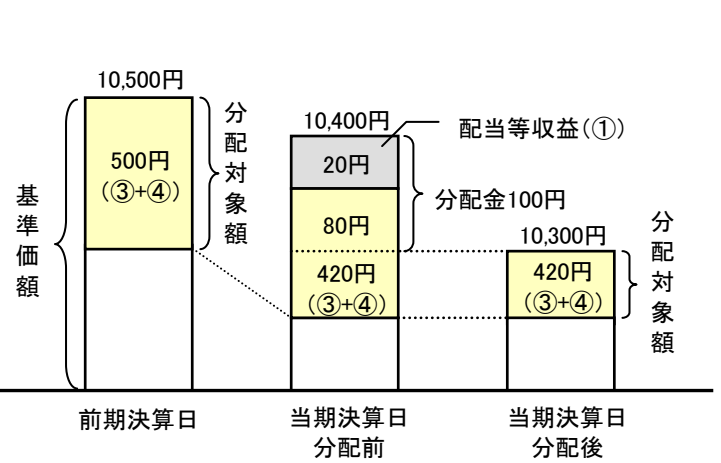 10,500円
500円
（③+④）
分配対象額
基準価額
前期決算日
10,400円
配当等収益（①）
20円
分配金100円
80円
420円
（③+④）
当期決算日
分配前
10,300円
420円
（③+④）
分配対象額
当期決算日
分配後